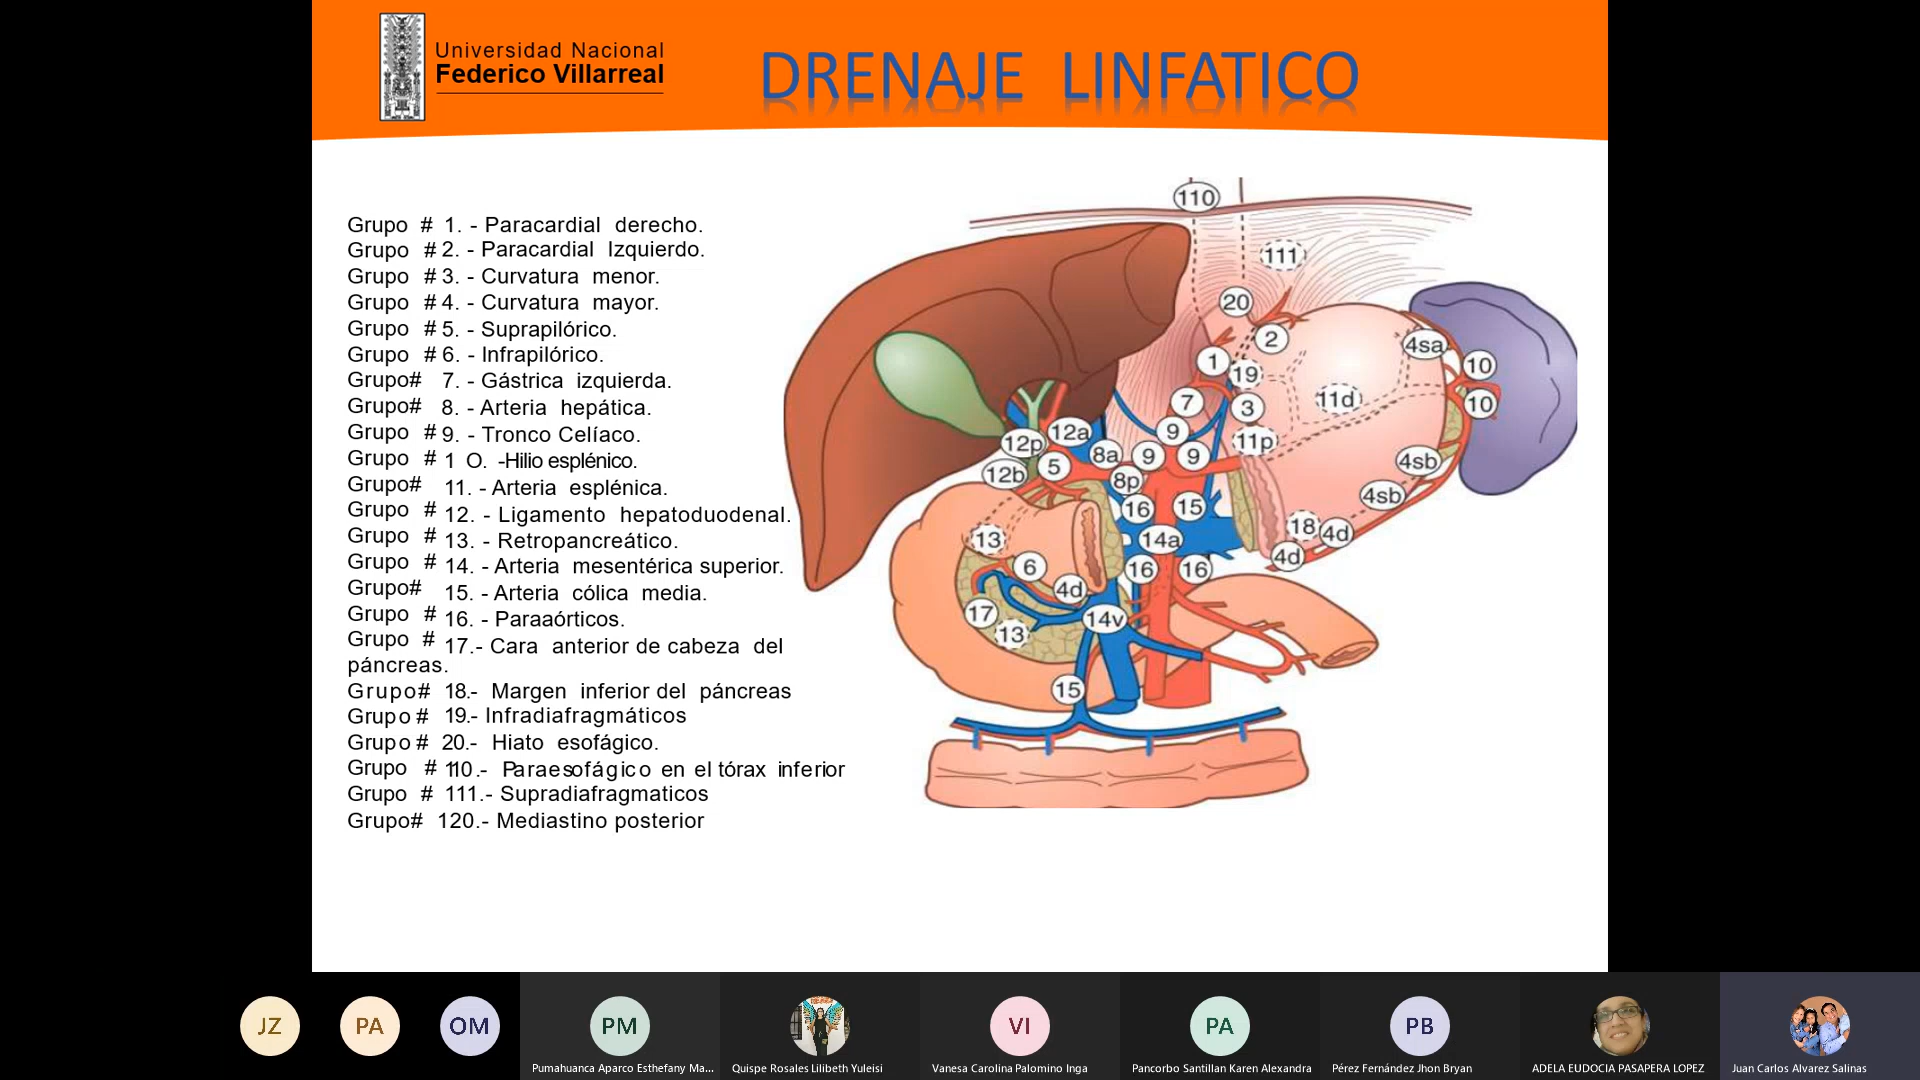 Universidad Nacional
Federico Villarreal
DRENAJE LINFATICO
Grupo # 1. - Paracardial derecho.
Grupo # 2. - Paracardial Izquierdo.
Grupo # 3. - Curvatura menor.
Grupo # 4. - Curvatura mayor.
Grupo # 5. - Suprapilórico.
Grupo # 6. - Infrapilórico.
Grupo# 7. - Gástrica izquierda.
Grupo# 8. - Arteria hepática.
Grupo # 9. - Tronco Celíaco.
Grupo # 1 O. -Hilio esplénico.
Grupo# 11. - Arteria esplénica.
Grupo # 12. - Ligamento hepatoduodenal.
Grupo # 13. - Retropancreático.
Grupo # 14. - Arteria mesentérica superior.
Grupo# 15. - Arteria cólica media.
Grupo # 16. - Paraaórticos.
Grupo # 17.- Cara anterior de cabeza del
páncreas.
Grupo# 18.- Margen inferior del páncreas
Grupo # 19.- Infradiafragmáticos
Grupo # 20.- Hiato esofágico.
Grupo # 110.- Paraesofágico en el tórax inferior
Grupo # 111.- Supradiafragmaticos
Grupo# 120.- Mediastino posterior
110
111
20
2
4sa
1
19
10
7
3
11d
10
9
11p
12p
12a
8a
9
9
4sb
12b
5
8p
4sb
16
15
18
4d
13
14a
4d
6
16
16
4d
17
14v
13
15
JZ
PA
OM
PM
VI
PA
PB
Pumahuanca Aparco Esthefany Ma...
Quispe Rosales Lilibeth Yuleisi
Vanesa Carolina Palomino Inga
Pancorbo Santillan Karen Alexandra
Pérez Fernández Jhon Bryan
ADELA EUDOCIA PASAPERA LOPEZ
Juan Carlos Alvarez Salinas